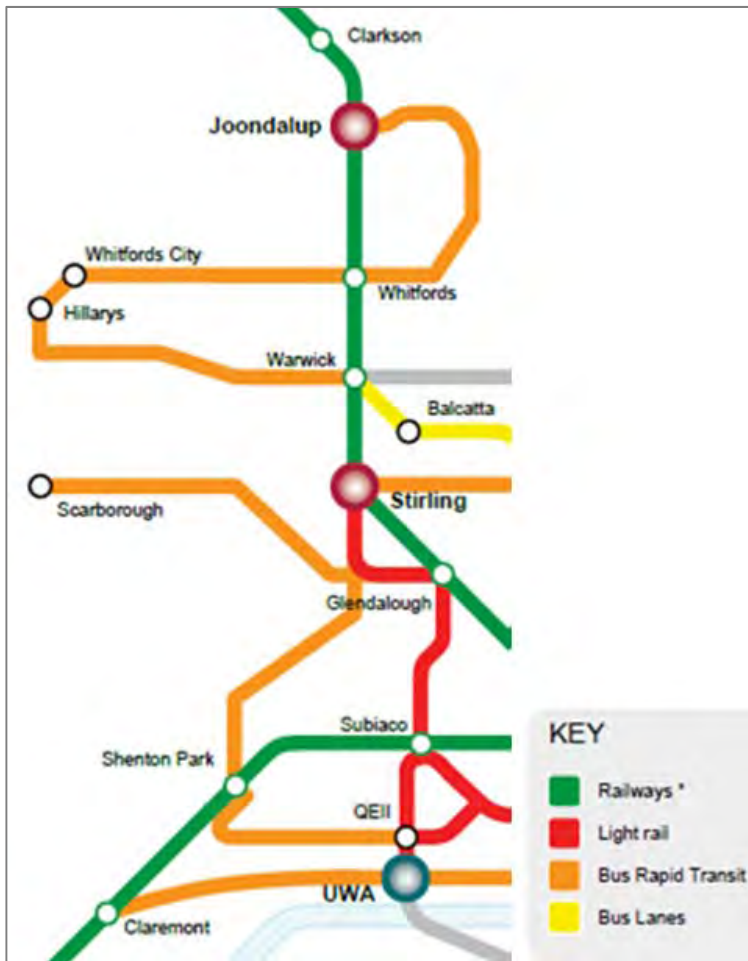 Clarkson
Joondalup
Whitfords City
Whitfords
Hillarys
Warwick
Balcatta
Stirling
Scarborough
Glendalough
Subiaco
Shenton Park
QEII
UWA
Claremont
KEY
Railways *
Light rail
Bus Rapid Transit
Bus Lanes